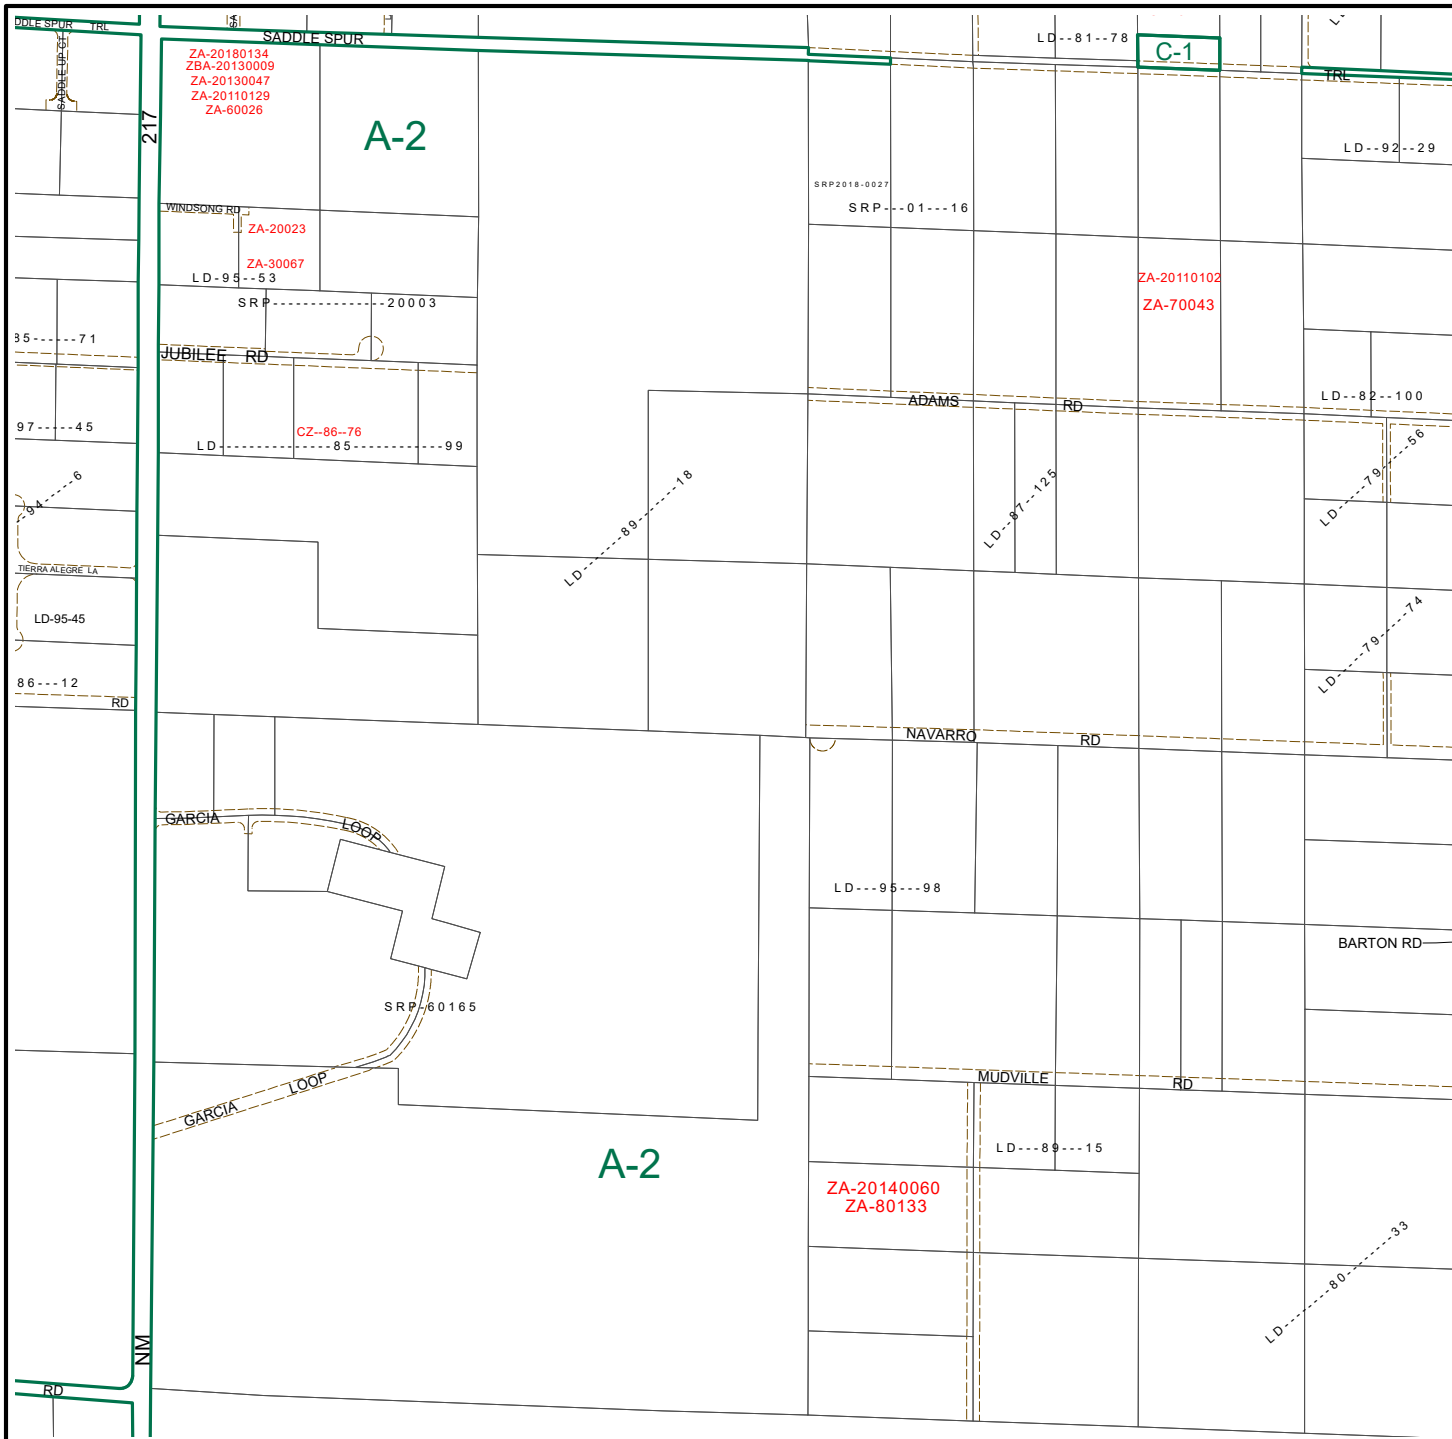 DDLE SPUR TRL
SA
SADDLE SPUR
LD--81--78
C-1
TRL
SADDLE UP CT
ZA-20180134
ZBA-20130009
ZA-20130047
ZA-20110129
ZA-60026
217
A-2
LD--92--29
SRP2018-0027
SRP---01---16
WINDSONG RD
ZA-20023
ZA-30067
LD-95--53
ZA-20110102
ZA-70043
SRP--------------20003
85------71
JUBILEE RD
LD--82--100
ADAMS RD
97-----45
CZ--86--76
LD-------------85-----------99
94------6
LD-------89-------18
LD---87---125
LD----79----56
TIERRA ALEGRE LA
LD-95-45
LD----79----74
86---12
RD
NAVARRO RD
GARCIA LOOP
LD---95---98
BARTON RD
SRP-60165
GARCIA LOOP
MUDVILLE RD
LD---89---15
A-2
ZA-20140060
ZA-80133
LD-------80-------33
NM
RD